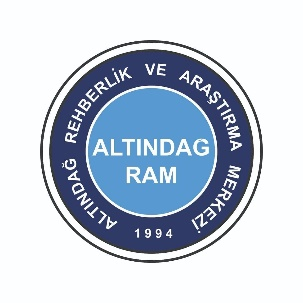 ALTINDAĞ REHBERLİK VE ARAŞTIRMA MERKEZİ
ALTINDAG
RAM
1994